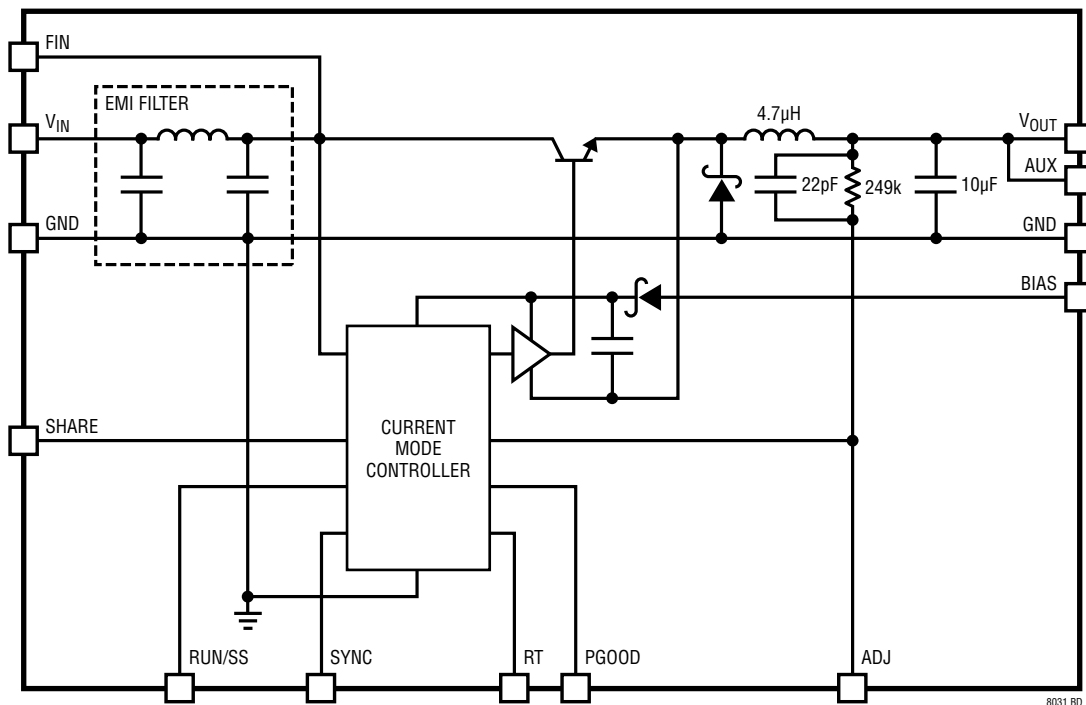 FIN
EMI FILTER
VIN
4.7µH
VOUT
AUX
22pF
249k
10µF
GND
GND
BIAS
SHARE
CURRENT
MODE
CONTROLLER
RUN/SS
SYNC
RT
PGOOD
ADJ
8031 BD